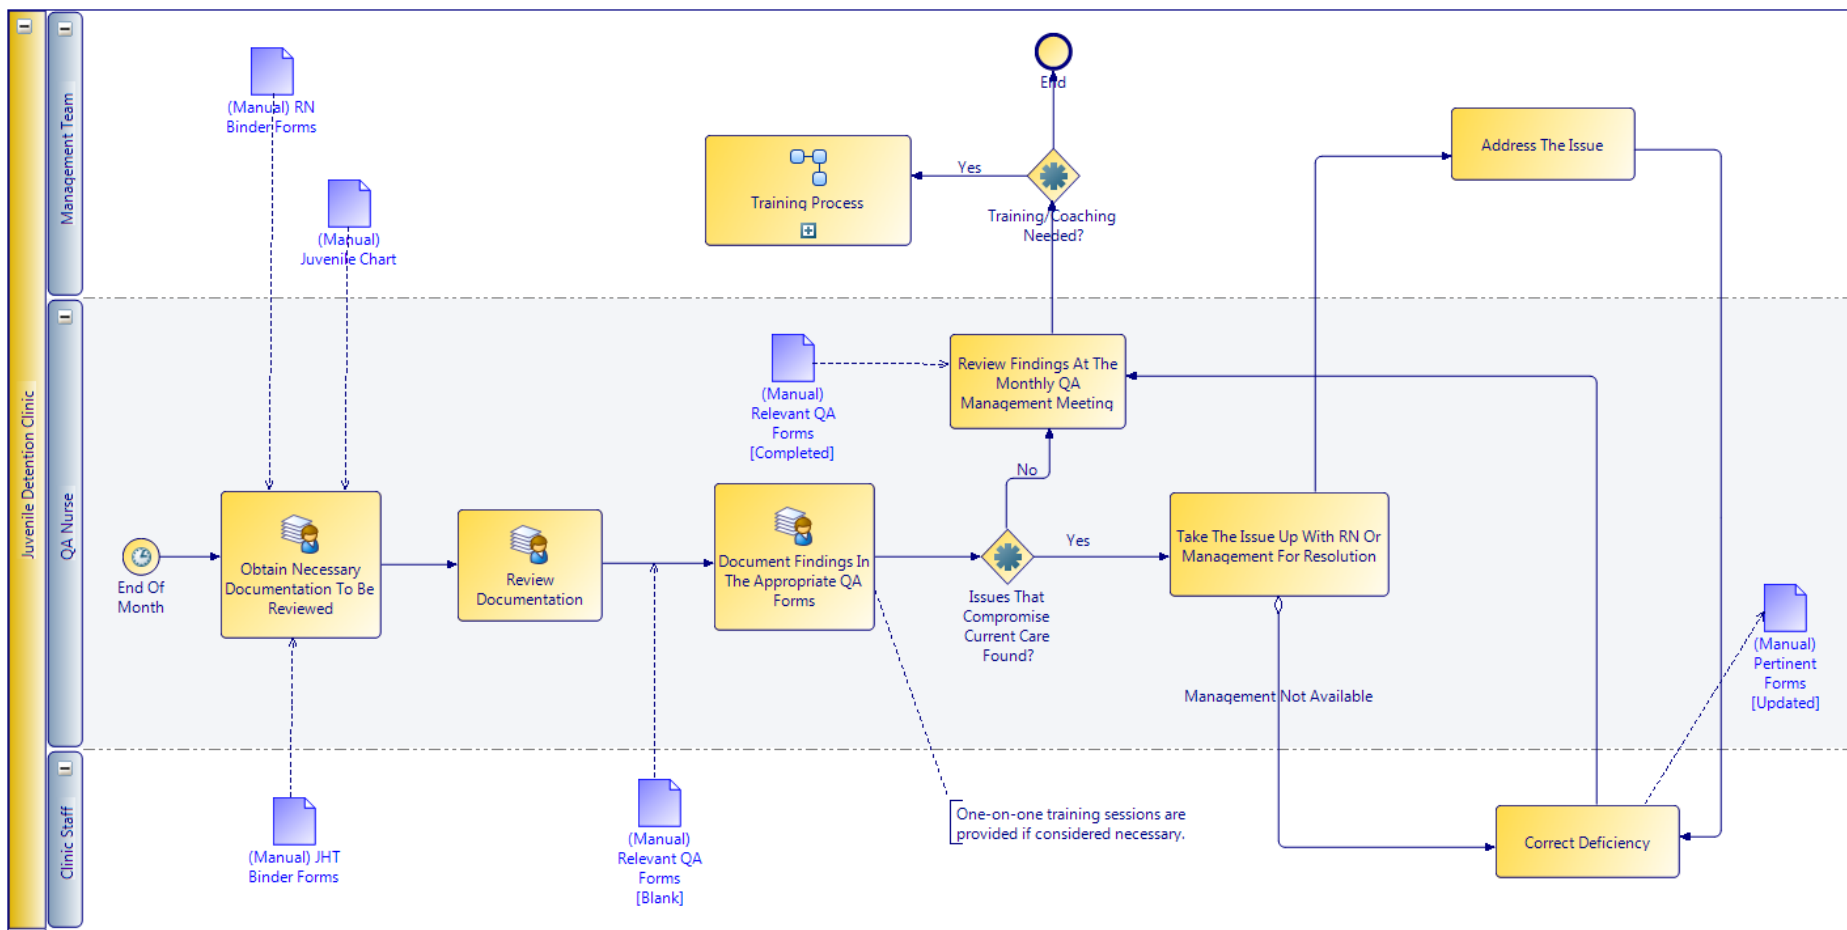 Juvenile Detention Clinic
Management Team
(Manual) RN
Binder Forms
(Manual)
Juvenile Chart
End
Training Process
Yes
Training/Coaching
Needed?
Address The Issue
QA Nurse
End Of
Month
Obtain Necessary
Documentation To Be
Reviewed
Review
Documentation
Document Findings In
The Appropriate QA
Forms
(Manual)
Relevant QA
Forms
[Completed]
Review Findings At The
Monthly QA
Management Meeting
No
Yes
Issues That
Compromise
Current Care
Found?
Take The Issue Up With RN Or
Management For Resolution
Management Not Available
(Manual)
Pertinent
Forms
[Updated]
Clinic Staff
(Manual) JHT
Binder Forms
(Manual)
Relevant QA
Forms
[Blank]
One-on-one training sessions are
provided if considered necessary.
Correct Deficiency